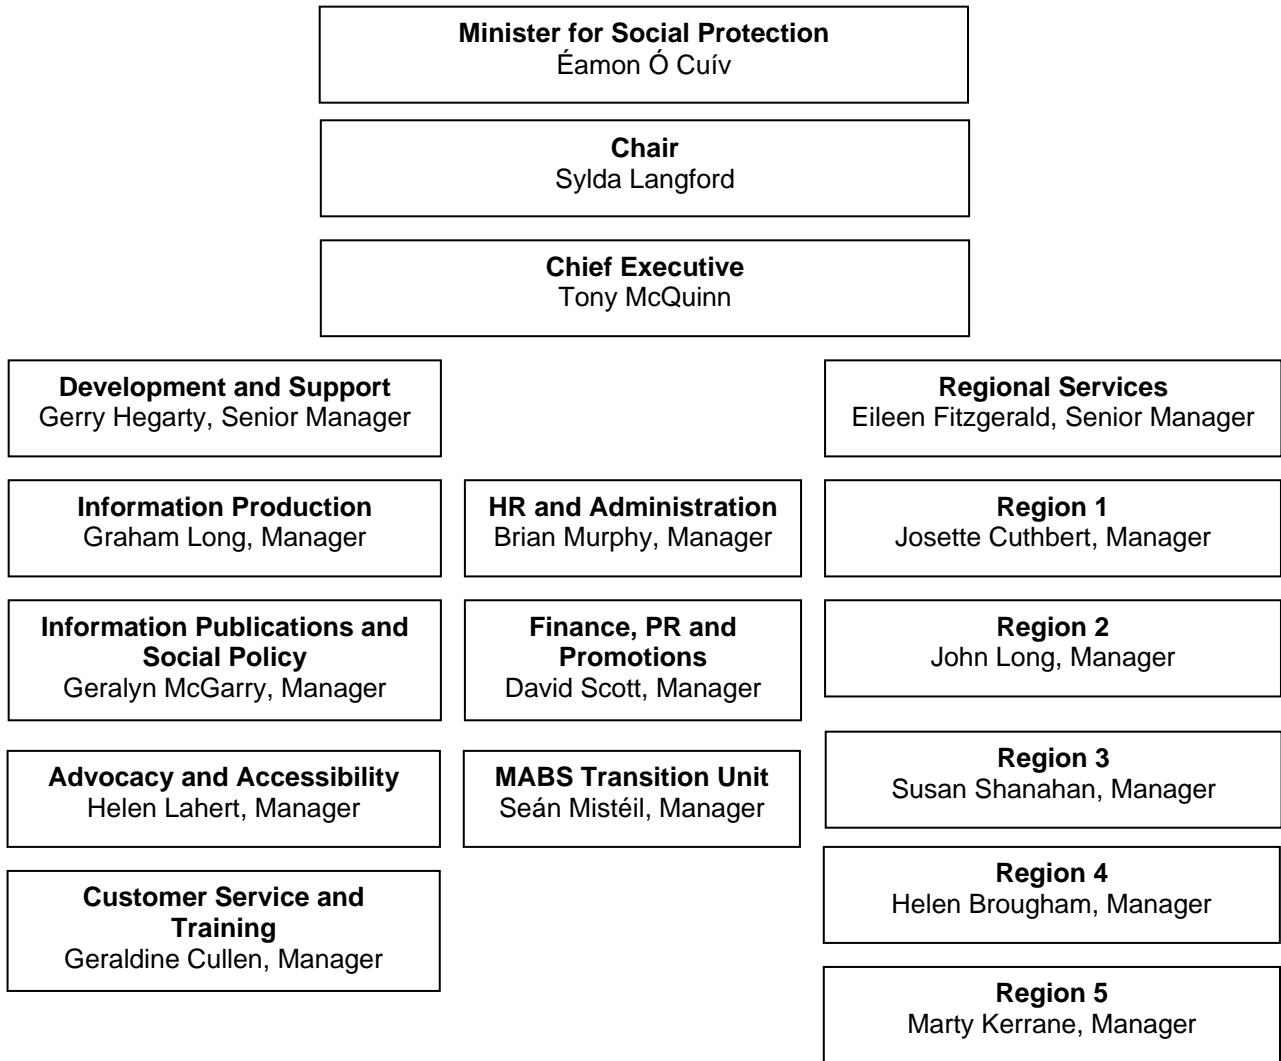 Minister for Social Protection
Éamon Ó Cuív
Chair
Sylda Langford
Chief Executive
Tony McQuinn
Development and Support
Gerry Hegarty, Senior Manager
Regional Services
Eileen Fitzgerald, Senior Manager
Information Production
Graham Long, Manager
HR and Administration
Brian Murphy, Manager
Region 1
Josette Cuthbert, Manager
Information Publications and
Social Policy
Geralyn McGarry, Manager
Finance, PR and
Promotions
David Scott, Manager
Region 2
John Long, Manager
Advocacy and Accessibility
Helen Lahert, Manager
MABS Transition Unit
Seán Mistéil, Manager
Region 3
Susan Shanahan, Manager
Customer Service and
Training
Geraldine Cullen, Manager
Region 4
Helen Brougham, Manager
Region 5
Marty Kerrane, Manager